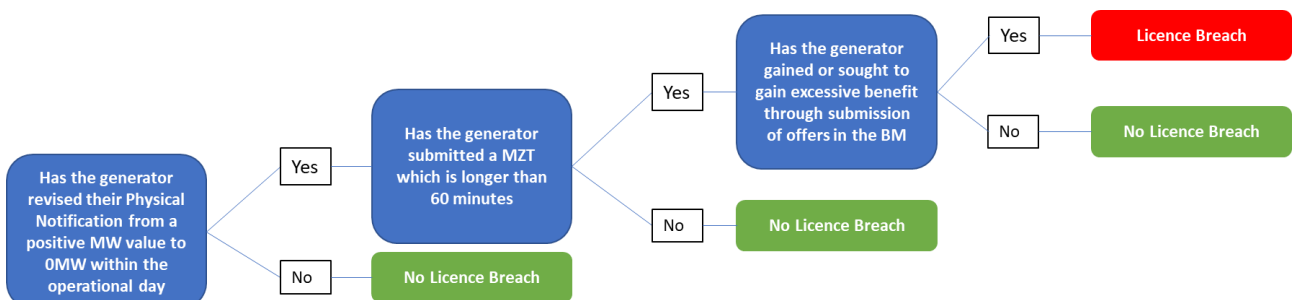 Has the generator
revised their Physical
Notification from a
positive MW value to
0MW within the
operational day
Yes
No
No Licence Breach
Has the generator
submitted a MZT
which is longer than
60 minutes
Yes
No
No Licence Breach
Has the generator
gained or sought to
gain excessive benefit
through submission
of offers in the BM
Yes
Licence Breach
No
No Licence Breach